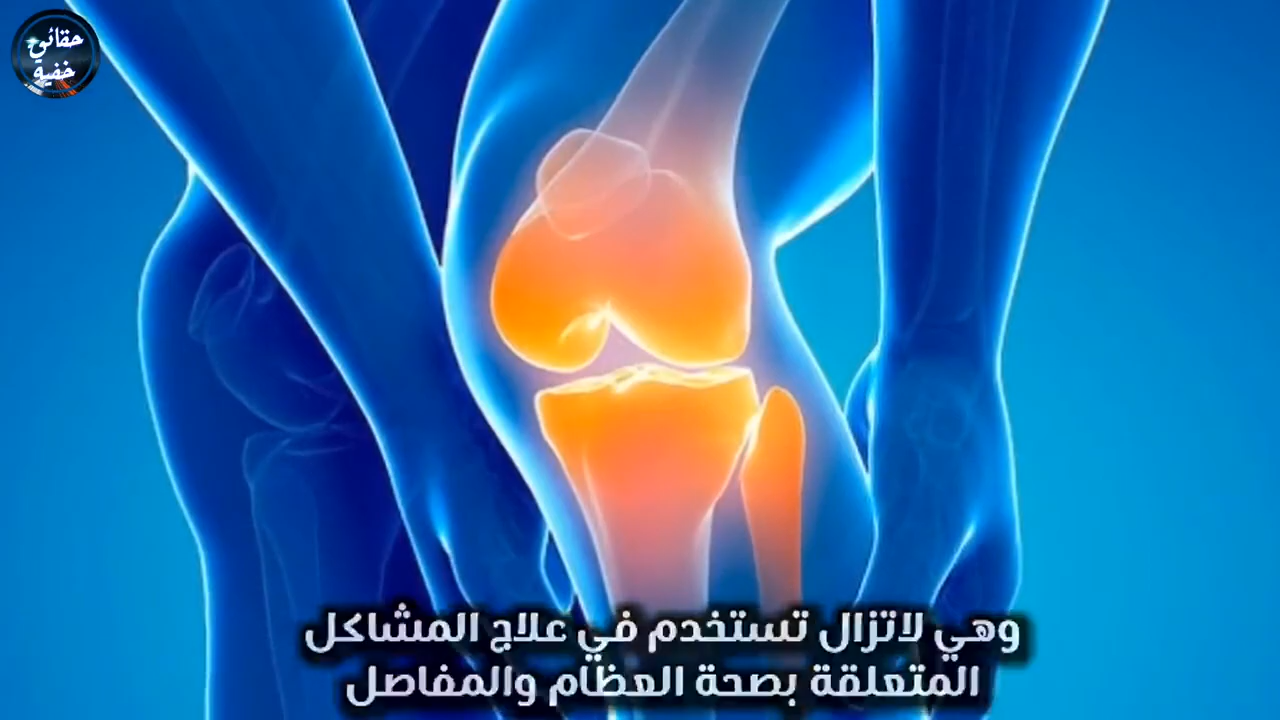 حقائق
خفية
وهي لاتزال تستخدم في علاج المشاكل
المتعلقة بصحة العظام والمفاصل